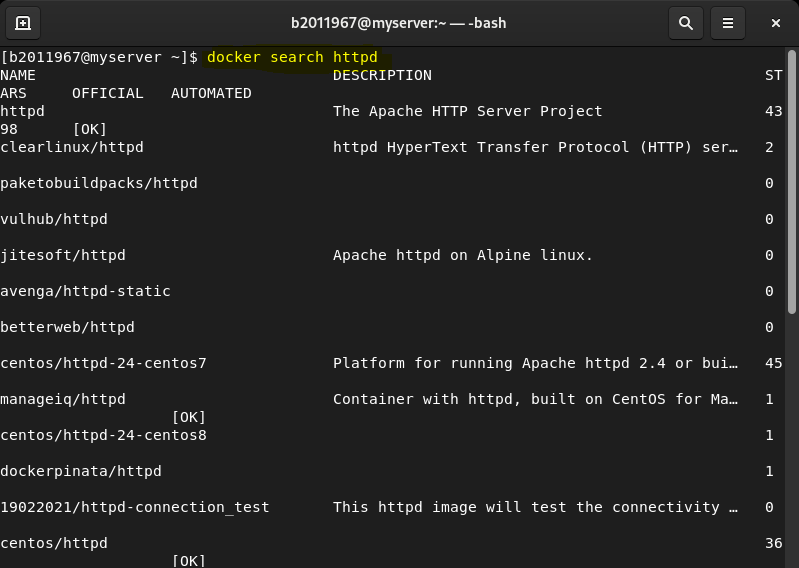 b2011967@myserver:~ — -bash
[b2011967@myserver ~]$ docker search httpd
NAME                                 DESCRIPTION                                     ST
ARS     OFFICIAL   AUTOMATED
httpd                                The Apache HTTP Server Project                  43
98      [OK]
clearlinux/httpd                     httpd HyperText Transfer Protocol (HTTP) ser…   2
paketobuildpacks/httpd                                                               0
vulhub/httpd                                                                         0
jitesoft/httpd                       Apache httpd on Alpine linux.                   0
avenga/httpd-static                                                                  0
betterweb/httpd                                                                      0
centos/httpd-24-centos7              Platform for running Apache httpd 2.4 or bui…   45
manageiq/httpd                       Container with httpd, built on CentOS for Ma…   1
                   [OK]
centos/httpd-24-centos8                                                              1
dockerpinata/httpd                                                                   1
19022021/httpd-connection_test       This httpd image will test the connectivity …   0
centos/httpd                                                                         36
                   [OK]